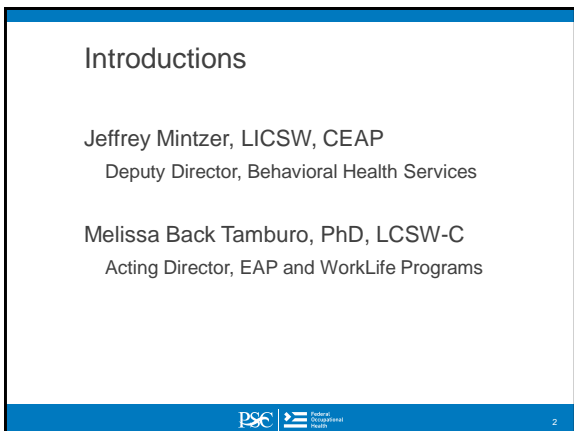 Introductions
Jeffrey Mintzer, LICSW, CEAP
Deputy Director, Behavioral Health Services
Melissa Back Tamburo, PhD, LCSW-C
Acting Director, EAP and WorkLife Programs
PSC
Federal
Occupational
Health
2